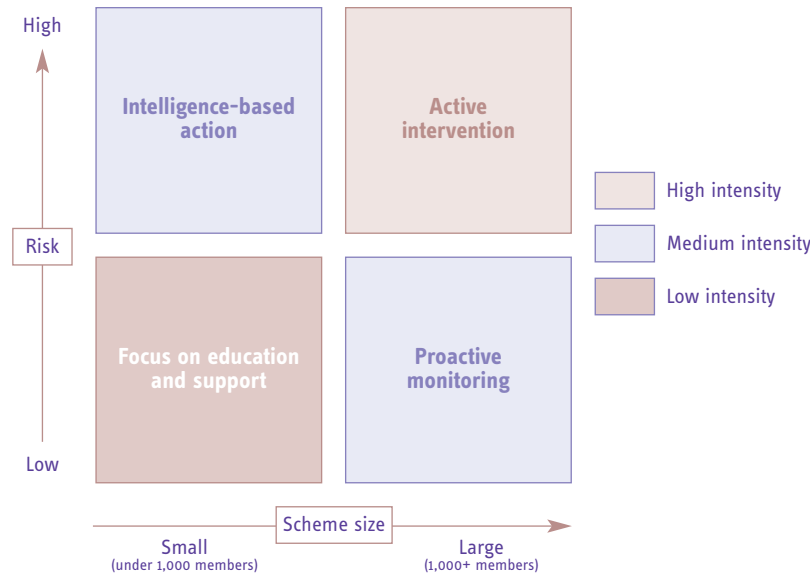 High
Intelligence-based
action
Active
intervention
High intensity
Medium intensity
Low intensity
Risk
Focus on education
and support
Proactive
monitoring
Low
Scheme size
Small
(under 1,000 members)
Large
(1,000+ members)